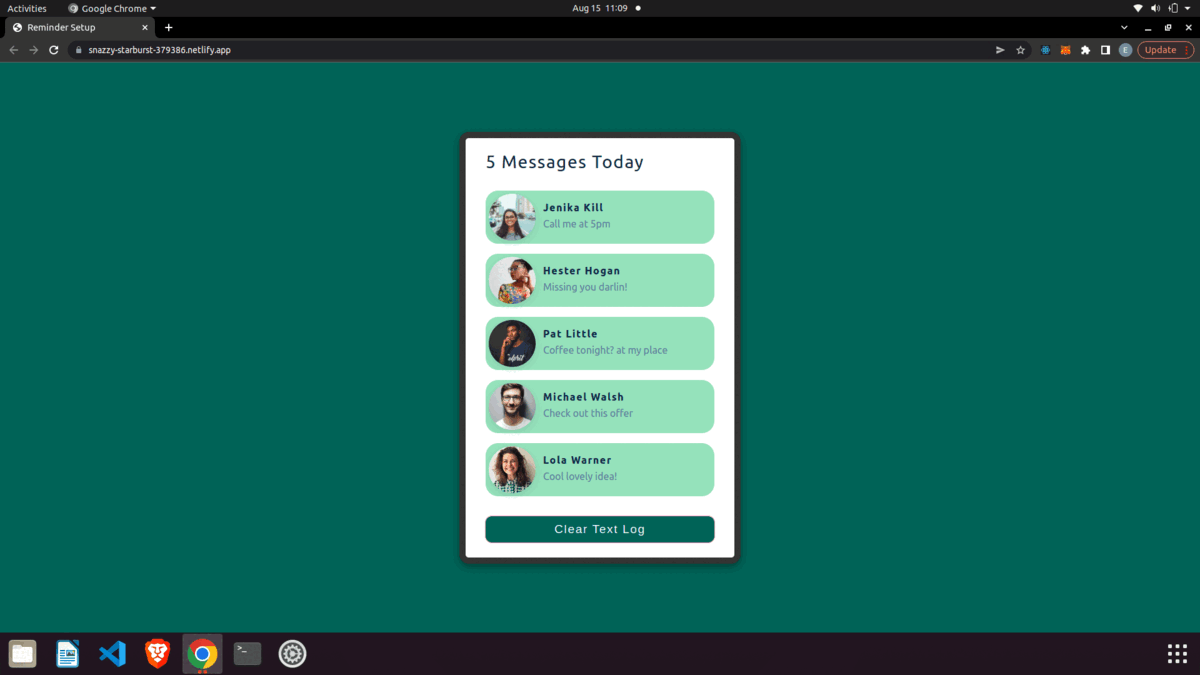 Activities
Google Chrome
Aug 15 11:09
Reminder Setup
snazzy-starburst-379386.netlify.app
E
Update
5 Messages Today
Jenika Kill
Call me at 5pm
Hester Hogan
Missing you darlin!
Pat Little
Coffee tonight? at my place
Michael Walsh
Check out this offer
Lola Warner
Cool lovely idea!
Clear Text Log